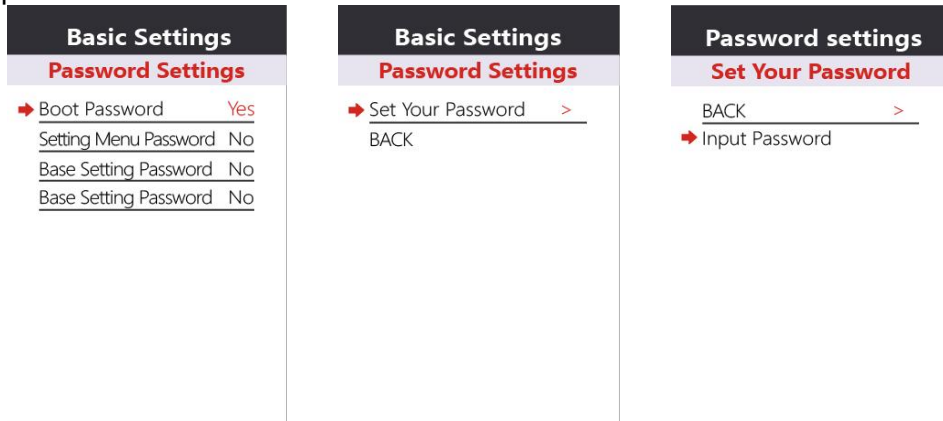 Basic Settings
Password Settings
Boot Password Yes
Setting Menu Password No
Base Setting Password No
Base Setting Password No
Basic Settings
Password Settings
Set Your Password >
BACK
Password settings
Set Your Password
BACK >
Input Password